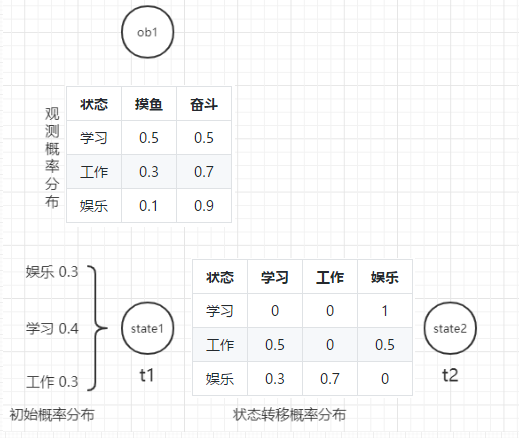 ob1
观测概率分布
状态 摸鱼 奋斗
学习 0.5 0.5
工作 0.3 0.7
娱乐 0.1 0.9
娱乐 0.3
学习 0.4
工作 0.3
初始概率分布
state1
t1
状态 学习 工作 娱乐
学习 0 0 1
工作 0.5 0 0.5
娱乐 0.3 0.7 0
状态转移概率分布
state2
t2